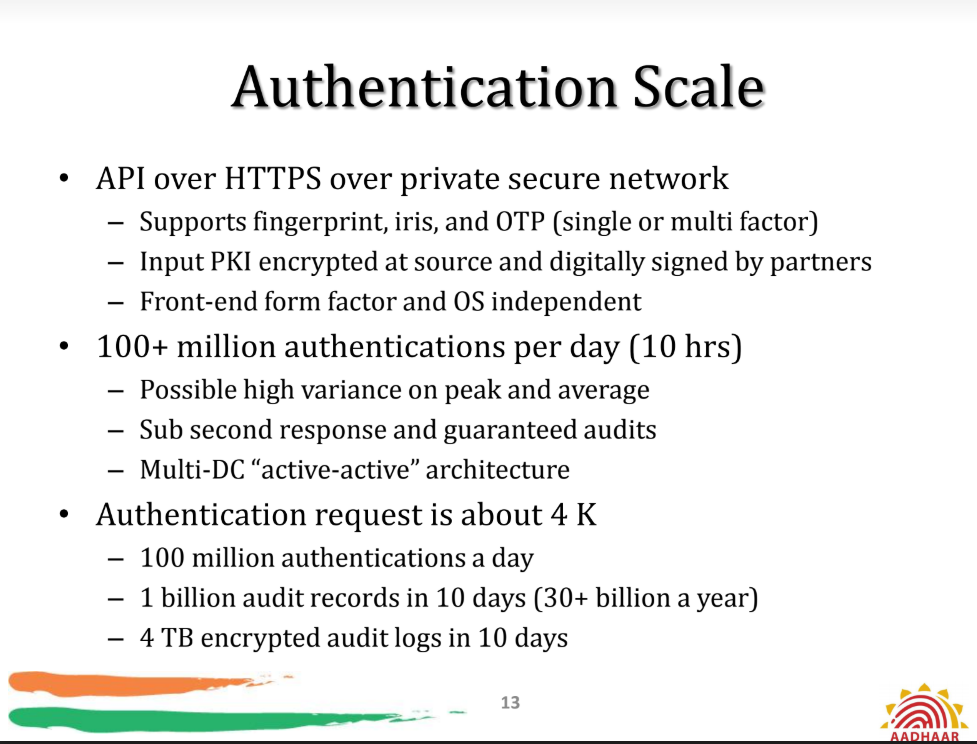 Authentication Scale
• API over HTTPS over private secure network
– Supports fingerprint, iris, and OTP (single or multi factor)
– Input PKI encrypted at source and digitally signed by partners
– Front-end form factor and OS independent
• 100+ million authentications per day (10 hrs)
– Possible high variance on peak and average
– Sub second response and guaranteed audits
– Multi-DC “active-active” architecture
• Authentication request is about 4 K
– 100 million authentications a day
– 1 billion audit records in 10 days (30+ billion a year)
– 4 TB encrypted audit logs in 10 days
13
AADHAAR